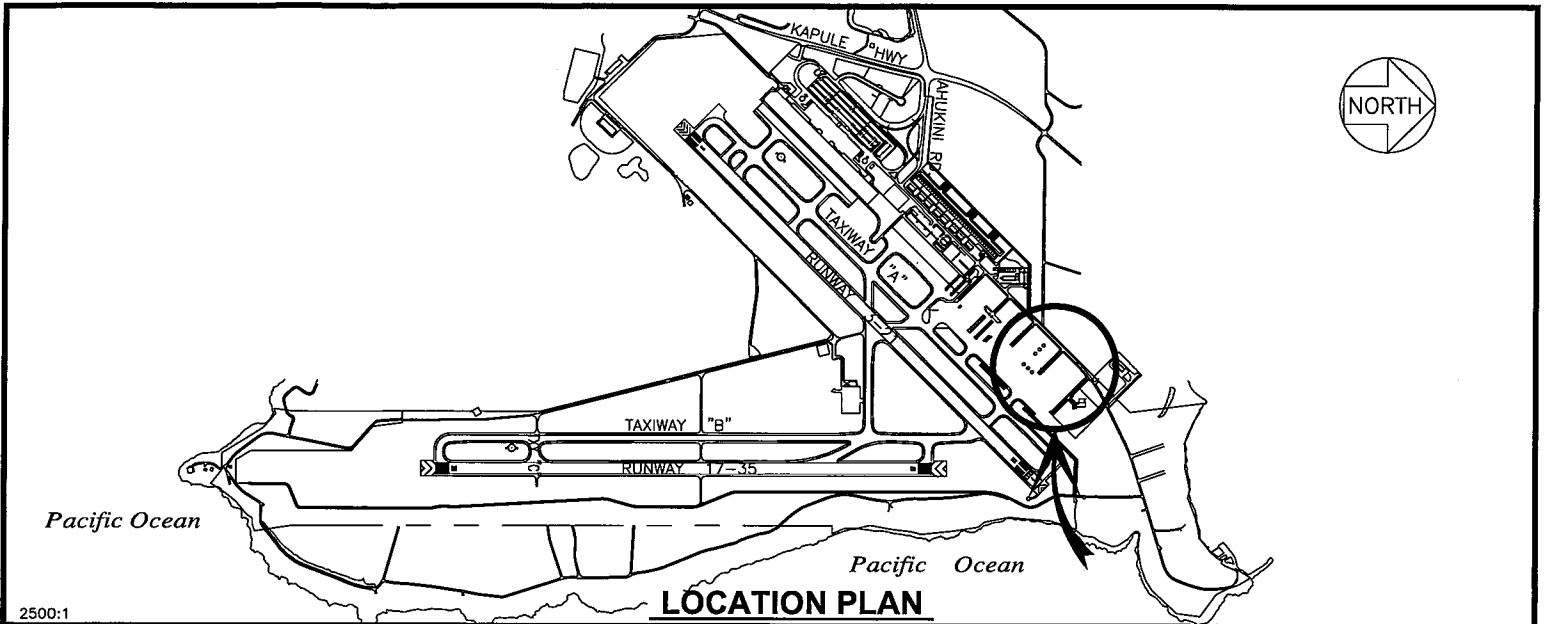 KAPULE HWY
AHUKINI RD
NORTH
TAXIWAY "A"
RUNWAY
TAXIWAY "B"
RUNWAY 17-35
Pacific Ocean
Pacific Ocean
2500:1
LOCATION PLAN